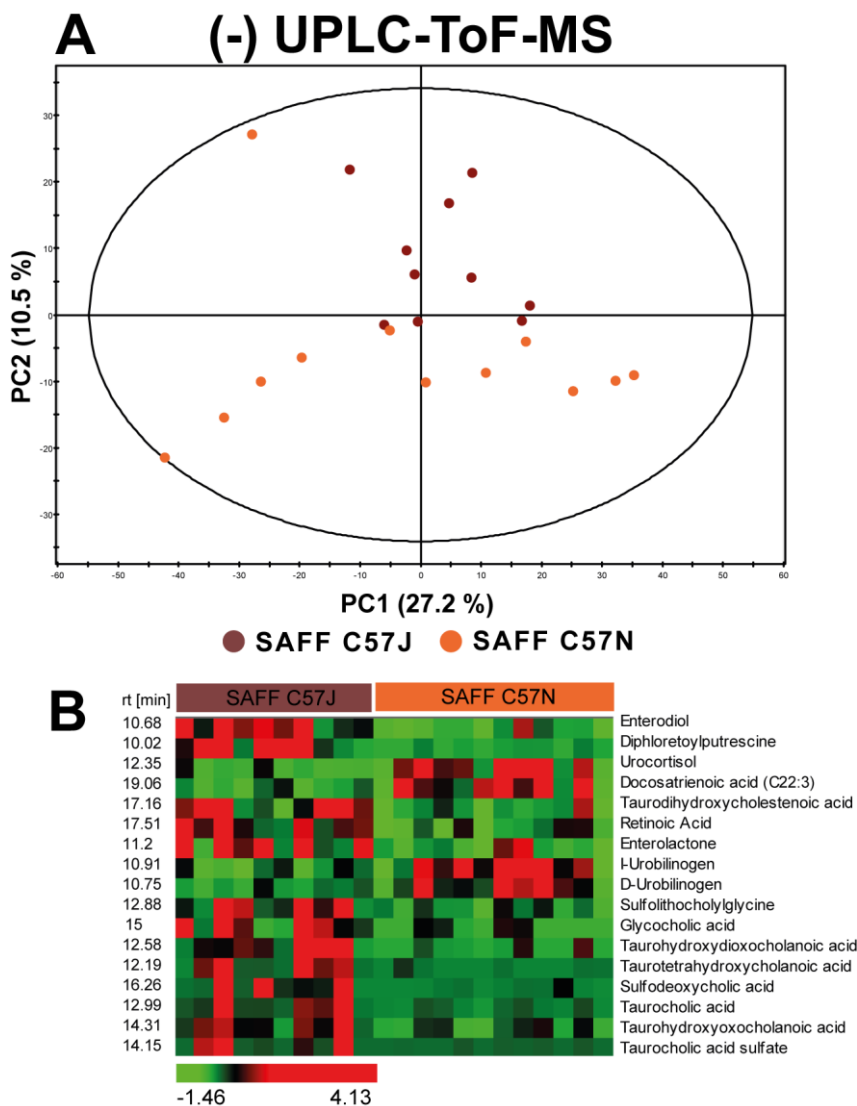 A (-) UPLC-ToF-MS
30
20
10
0
-10
-20
-30
PC2 (10.5 %)
-60 -50 -40 -30 -20 -10 0 10 20 30 40 50 60
PC1 (27.2 %)
SAFF C57J SAFF C57N
B
rt [min] SAFF C57J SAFF C57N
10.68 Enterodiol
10.02 Diphloretoylputrescine
12.35 Urocortisol
19.06 Docosatrienoic acid (C22:3)
17.16 Taurodihydroxycholestenoic acid
17.51 Retinoic Acid
11.2 Enterolactone
10.91 I-Urobilinogen
10.75 D-Urobilinogen
12.88 Sulfolithocholylglycine
15 Glycocholic acid
12.58 Taurohydroxydioxocholanoic acid
12.19 Taurotetrahydroxycholanoic acid
16.26 Sulfodeoxycholic acid
12.99 Taurocholic acid
14.31 Taurohydroxyoxocholanoic acid
14.15 Taurocholic acid sulfate
-1.46 4.13